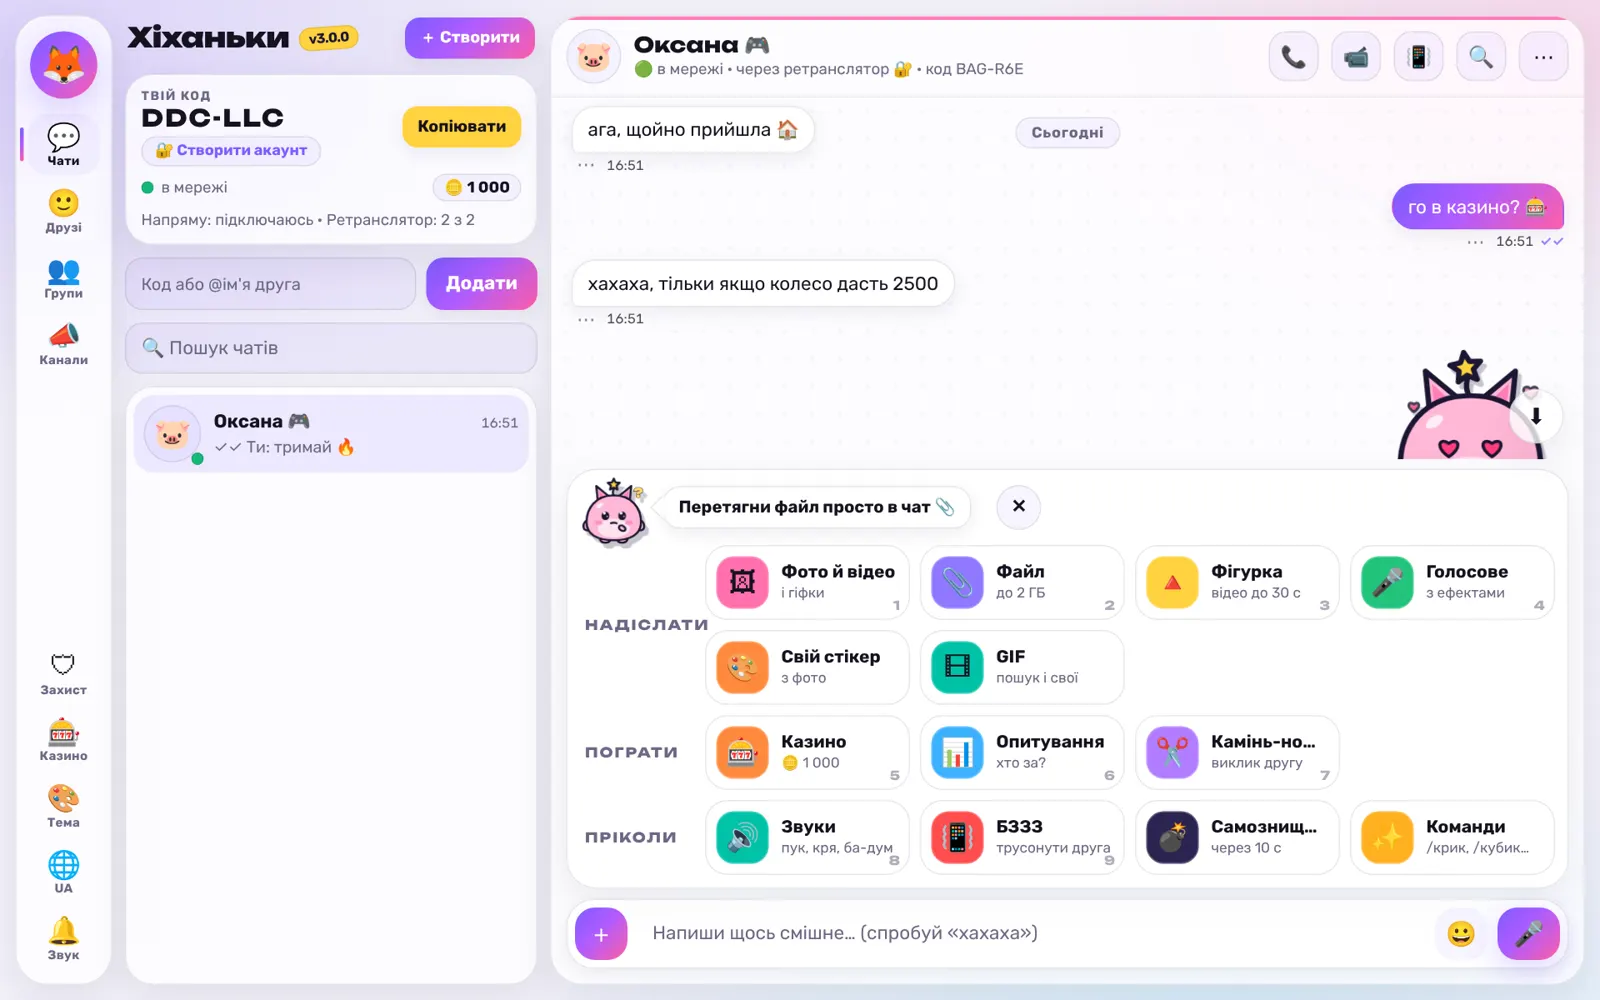 Чати
Друзі
Групи
Канали
Захист
Казино
Тема
UA
Звук
Хіханьки
v3.0.0
+ Створити
ТВІЙ КОД
DDC-LLC
Копіювати
Створити акаунт
в мережі
1 000
Напряму: підключаюсь • Ретранслятор: 2 з 2
Код або @ім'я друга
Додати
Пошук чатів
Оксана
16:51
Ти: тримай
Оксана
в мережі • через ретранслятор • код BAG-R6E
ага, щойно прийшла
16:51
Сьогодні
го в казино?
16:51
хахаха, тільки якщо колесо дасть 2500
16:51
Перетягни файл просто в чат
НАДІСЛАТИ
Фото й відео
і гіфки
1
Файл
до 2 ГБ
2
Фігурка
відео до 30 с
3
Голосове
з ефектами
4
Свій стікер
з фото
GIF
пошук і свої
ПОГРАТИ
Казино
1 000
5
Опитування
хто за?
6
Камінь-но...
виклик другу
7
ПРІКОЛИ
Звуки
пук, кря, ба-дум
8
БЗЗЗ
трусонути друга
9
Самознищ...
через 10 с
Команди
/крик, /кубик...
Напиши щось смішне... (спробуй «хахаха»)